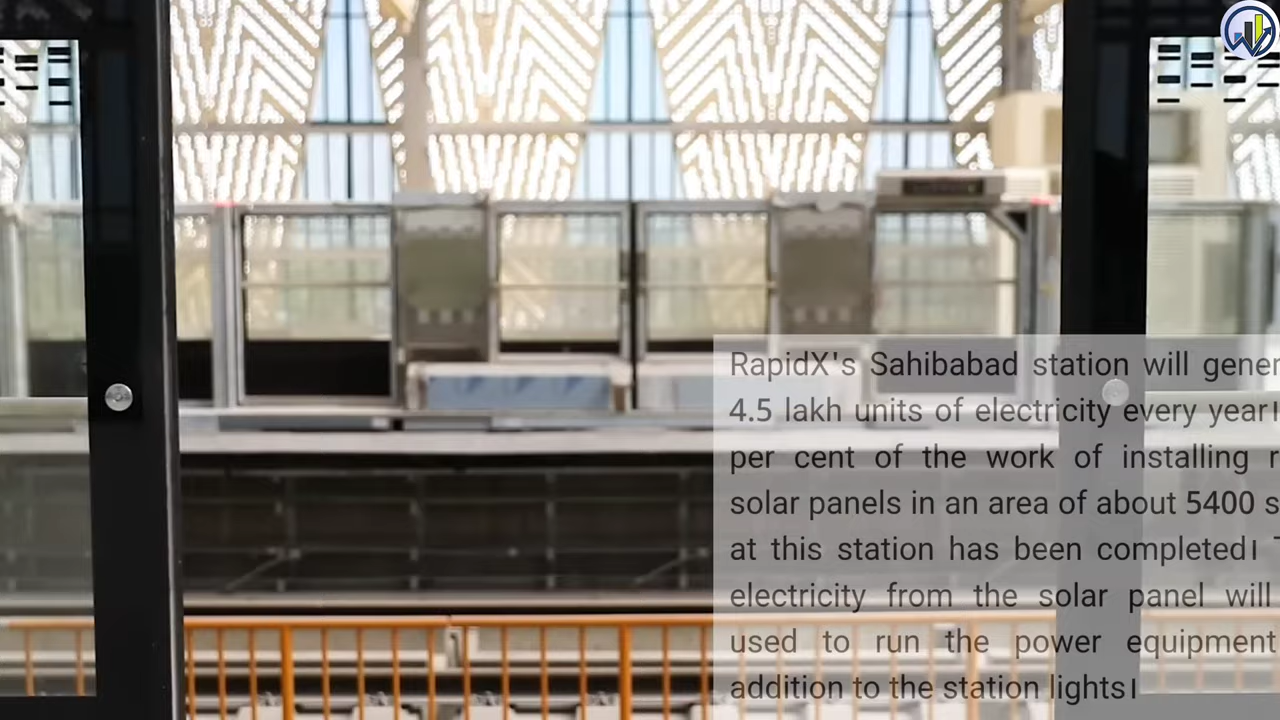 RapidX's Sahibabad station will
4.5 lakh units of electricity every year।
per cent of the work of installing
solar panels in an area of about 5400
at this station has been completed।
electricity from the solar panel will
used to run the power equipment
addition to the station lights।